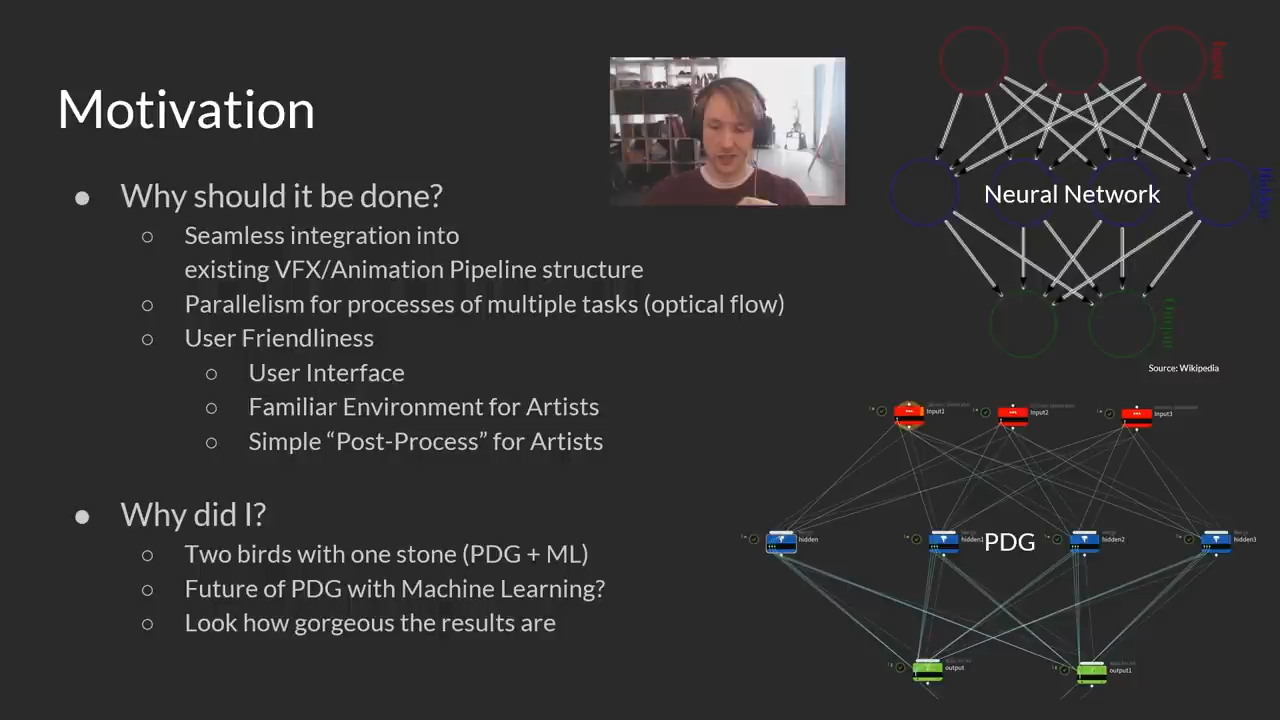 Motivation
● Why should it be done?
○ Seamless integration into
existing VFX/Animation Pipeline structure
○ Parallelism for processes of multiple tasks (optical flow)
○ User Friendliness
○ User Interface
○ Familiar Environment for Artists
○ Simple “Post-Process” for Artists
● Why did I?
○ Two birds with one stone (PDG + ML)
○ Future of PDG with Machine Learning?
○ Look how gorgeous the results are
Input
Neural Network
Hidden
Output
Source: Wikipedia
Input1
Input2
Input3
hidden
hidden1
PDG
hidden2
hidden3
output
output1